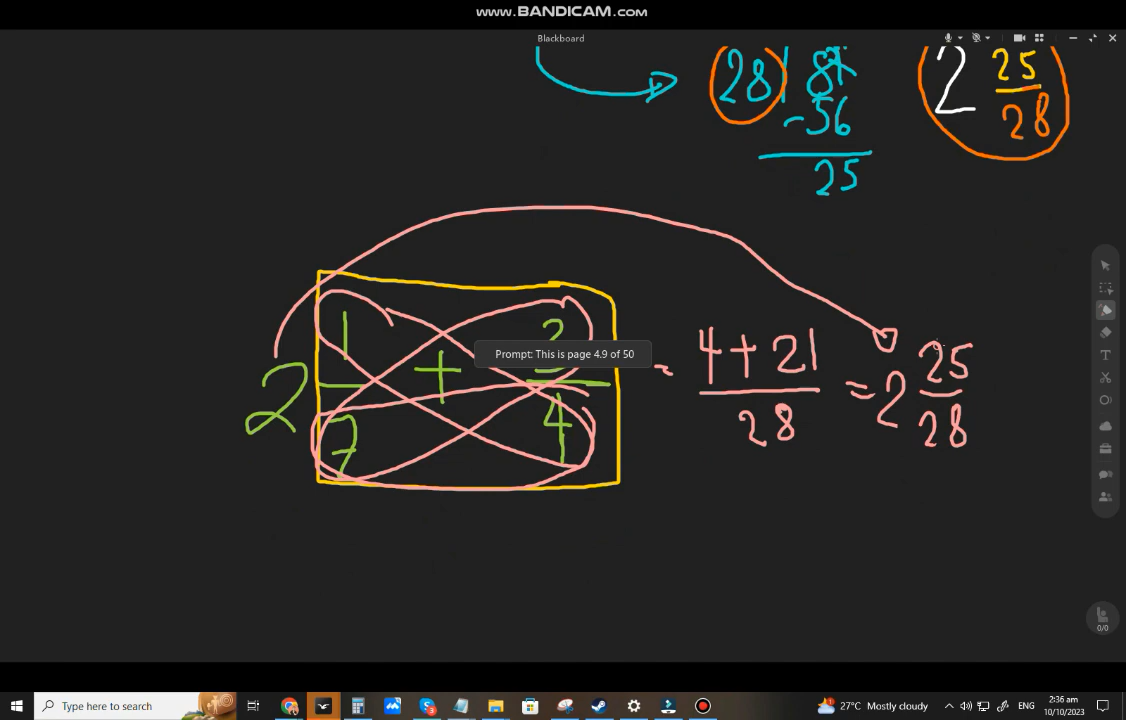 www.BANDICAM.com
Blackboard
28 81
-56
25
2 25/28
2 1/7 + 3/4 = 4+21/28 = 2 25/28
Prompt: This is page 4.9 of 50
0/0
Type here to search
27°C Mostly cloudy
ENG
2:36 am
10/10/2023